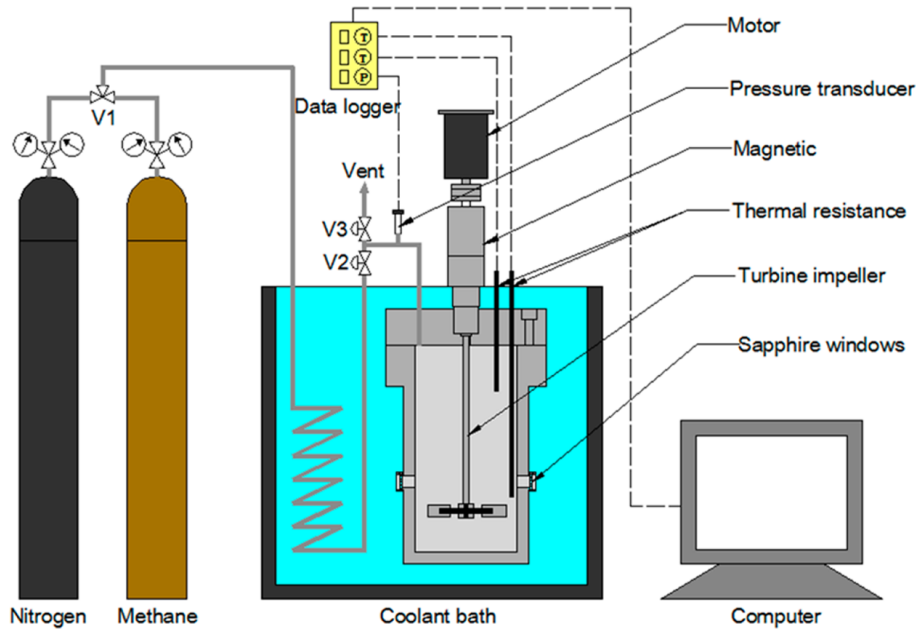 Motor
T
T
P
Data logger
Pressure transducer
V1
Magnetic
Vent
V3
V2
Thermal resistance
Turbine impeller
Sapphire windows
Nitrogen
Methane
Coolant bath
Computer